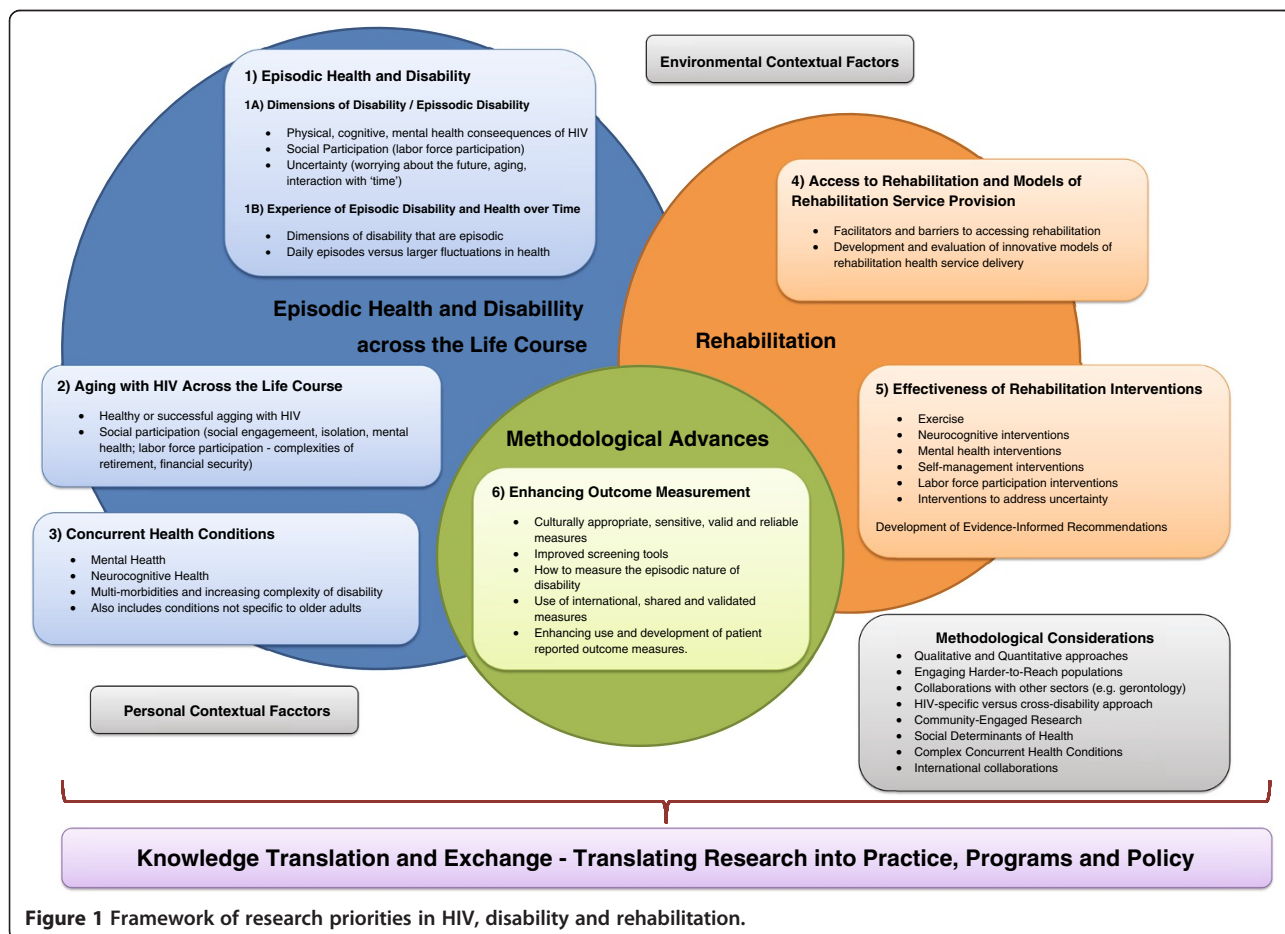 Environmental Contextual Factors
1) Episodic Health and Disability
1A) Dimensions of Disability / Epissodic Disability
• Physical, cognitive, mental health conseequences of HIV
• Social Participation (labor force participation)
• Uncertainty (worrying about the future, aging,
interaction with ‘time’)
1B) Experience of Episodic Disability and Health over Time
• Dimensions of disability that are episodic
• Daily episodes versus larger fluctuations in health
Episodic Health and Disabillity
across the Life Course
2) Aging with HIV Across the Life Course
• Healthy or successful agging with HIV
• Social participation (social engagemeent, isolation, mental
health; labor force participation - complexities of
retirement, financial security)
3) Concurrent Health Conditions
• Mental Heatth
• Neurocognitive Health
• Multi-morbidities and increasing complexity of disability
• Also includes conditions not specific to older adults
Personal Contextual Facctors
4) Access to Rehabilitation and Models of
Rehabilitation Service Provision
• Facilitators and barriers to accessing rehabilitation
• Development and evaluation of innovative models of
rehabilitation health service delivery
Rehabilitation
5) Effectiveness of Rehabilitation Interventions
• Exercise
• Neurocognitive interventions
• Mental health interventions
• Self-management interventions
• Labor force participation interventions
• Interventions to address uncertainty
Development of Evidence-Informed Recommendations
Methodological Advances
6) Enhancing Outcome Measurement
• Culturally appropriate, sensitive, valid and reliable
measures
• Improved screening tools
• How to measure the episodic nature of
disability
• Use of international, shared and validated
measures
• Enhancing use and development of patient
reported outcome measures.
Methodological Considerations
• Qualitative and Quantitative approaches
• Engaging Harder-to-Reach populations
• Collaborations with other sectors (e.g. gerontology)
• HIV-specific versus cross-disability approach
• Community-Engaged Research
• Social Determinants of Health
• Complex Concurrent Health Conditions
• International collaborations
Knowledge Translation and Exchange - Translating Research into Practice, Programs and Policy
Figure 1 Framework of research priorities in HIV, disability and rehabilitation.